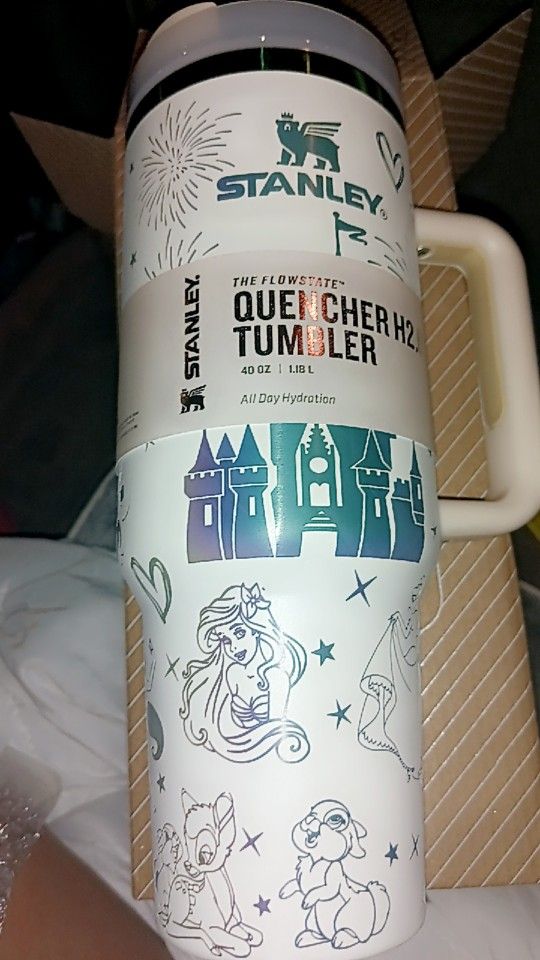 STANLEY®
STANLEY.
THE FLOWSTATE™
QUENCHER H2.
TUMBLER
40 OZ | 1.18 L
All Day Hydration